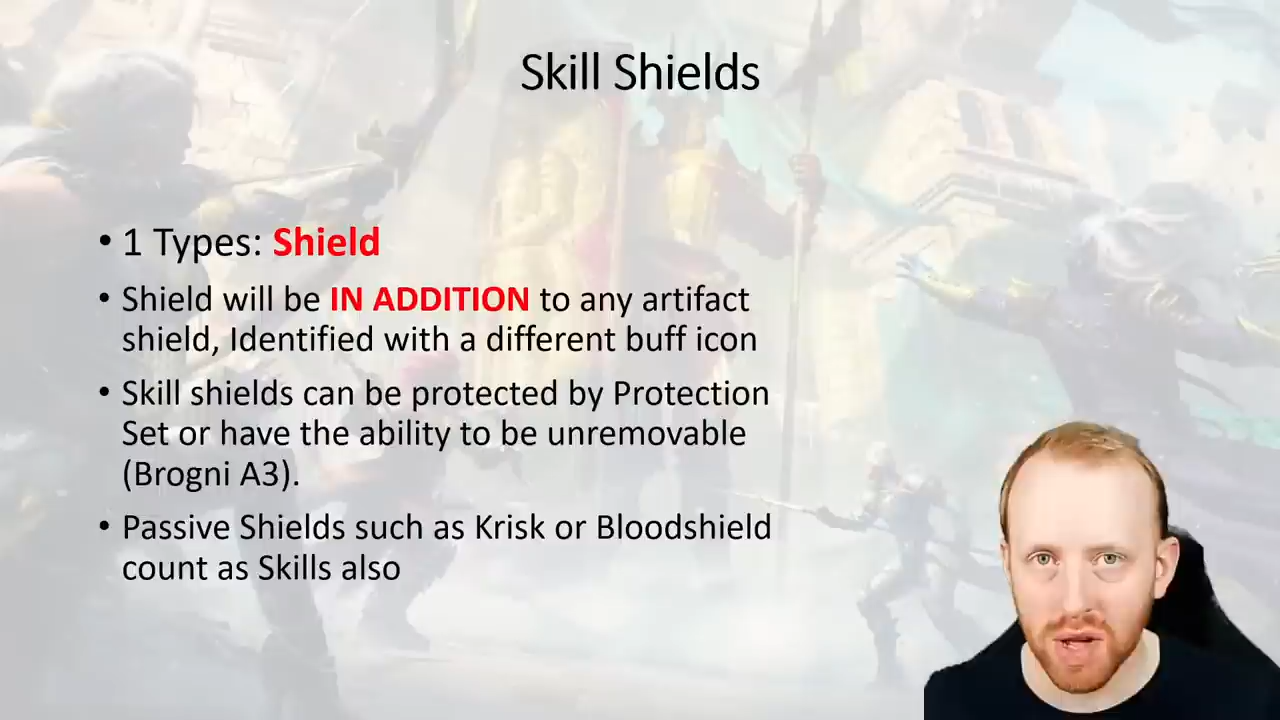 Skill Shields
• 1 Types: Shield
• Shield will be IN ADDITION to any artifact
shield, Identified with a different buff icon
• Skill shields can be protected by Protection
Set or have the ability to be unremovable
(Brogni A3).
• Passive Shields such as Krisk or Bloodshield
count as Skills also